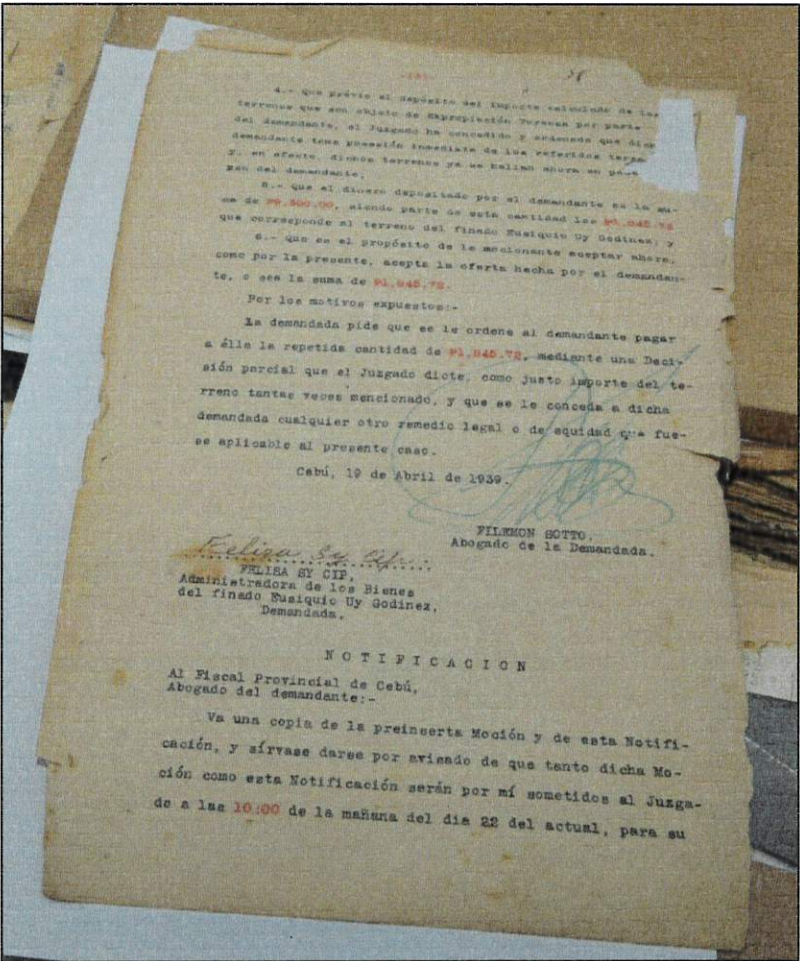 4.- que prévio el depósito del importe calculado de los
terrenos que son objeto de Expropiación Forzosa por parte
del demandante, el Juzgado ha concedido y ordenado que dicho
demandante tome posesión inmediata de los referidos
y, en efecto, dichos terrenos ya se hallan ahora en
del demandante;
5.- que el dinero depositado por el demandante es la su-
ma de siendo parte de esta cantidad los ₱1,845.72
que corresponde al terreno del finado Eusiquio Uy Godinez; y
6.- que es el propósito de la mocionante aceptar ahora,
como por la presente, acepta la oferta hecha por el demandan-
te, o sea la suma de ₱1,845.72.
Por los motivos expuestos:-
La demandada pide que se le ordene al demandante pagar
a élla la repetida cantidad de ₱1,845.72, mediante una Deci-
sión parcial que el Juzgado dicte, como justo importe del te-
rreno tantas veces mencionado, y que se le conceda a dicha
demandada cualquier otro remedio legal o de equidad que fue-
se aplicable al presente caso.
Cebú, 19 de Abril de 1939.
FILEMON SOTTO,
Abogado de la Demandada.
Felisa Sy Cip
FELISA SY CIP,
Administradora de los Bienes
del finado Eusiquio Uy Godinez,
Demandada.
NOTIFICACION
Al Fiscal Provincial de Cebú,
Abogado del demandante:-
Va una copia de la preinserta Moción y de esta Notifi-
cación, y sírvase darse por avisado de que tanto dicha Mo-
ción como esta Notificación serán por mí sometidos al Juzga-
do a las 10:00 de la mañana del dia 22 del actual, para su